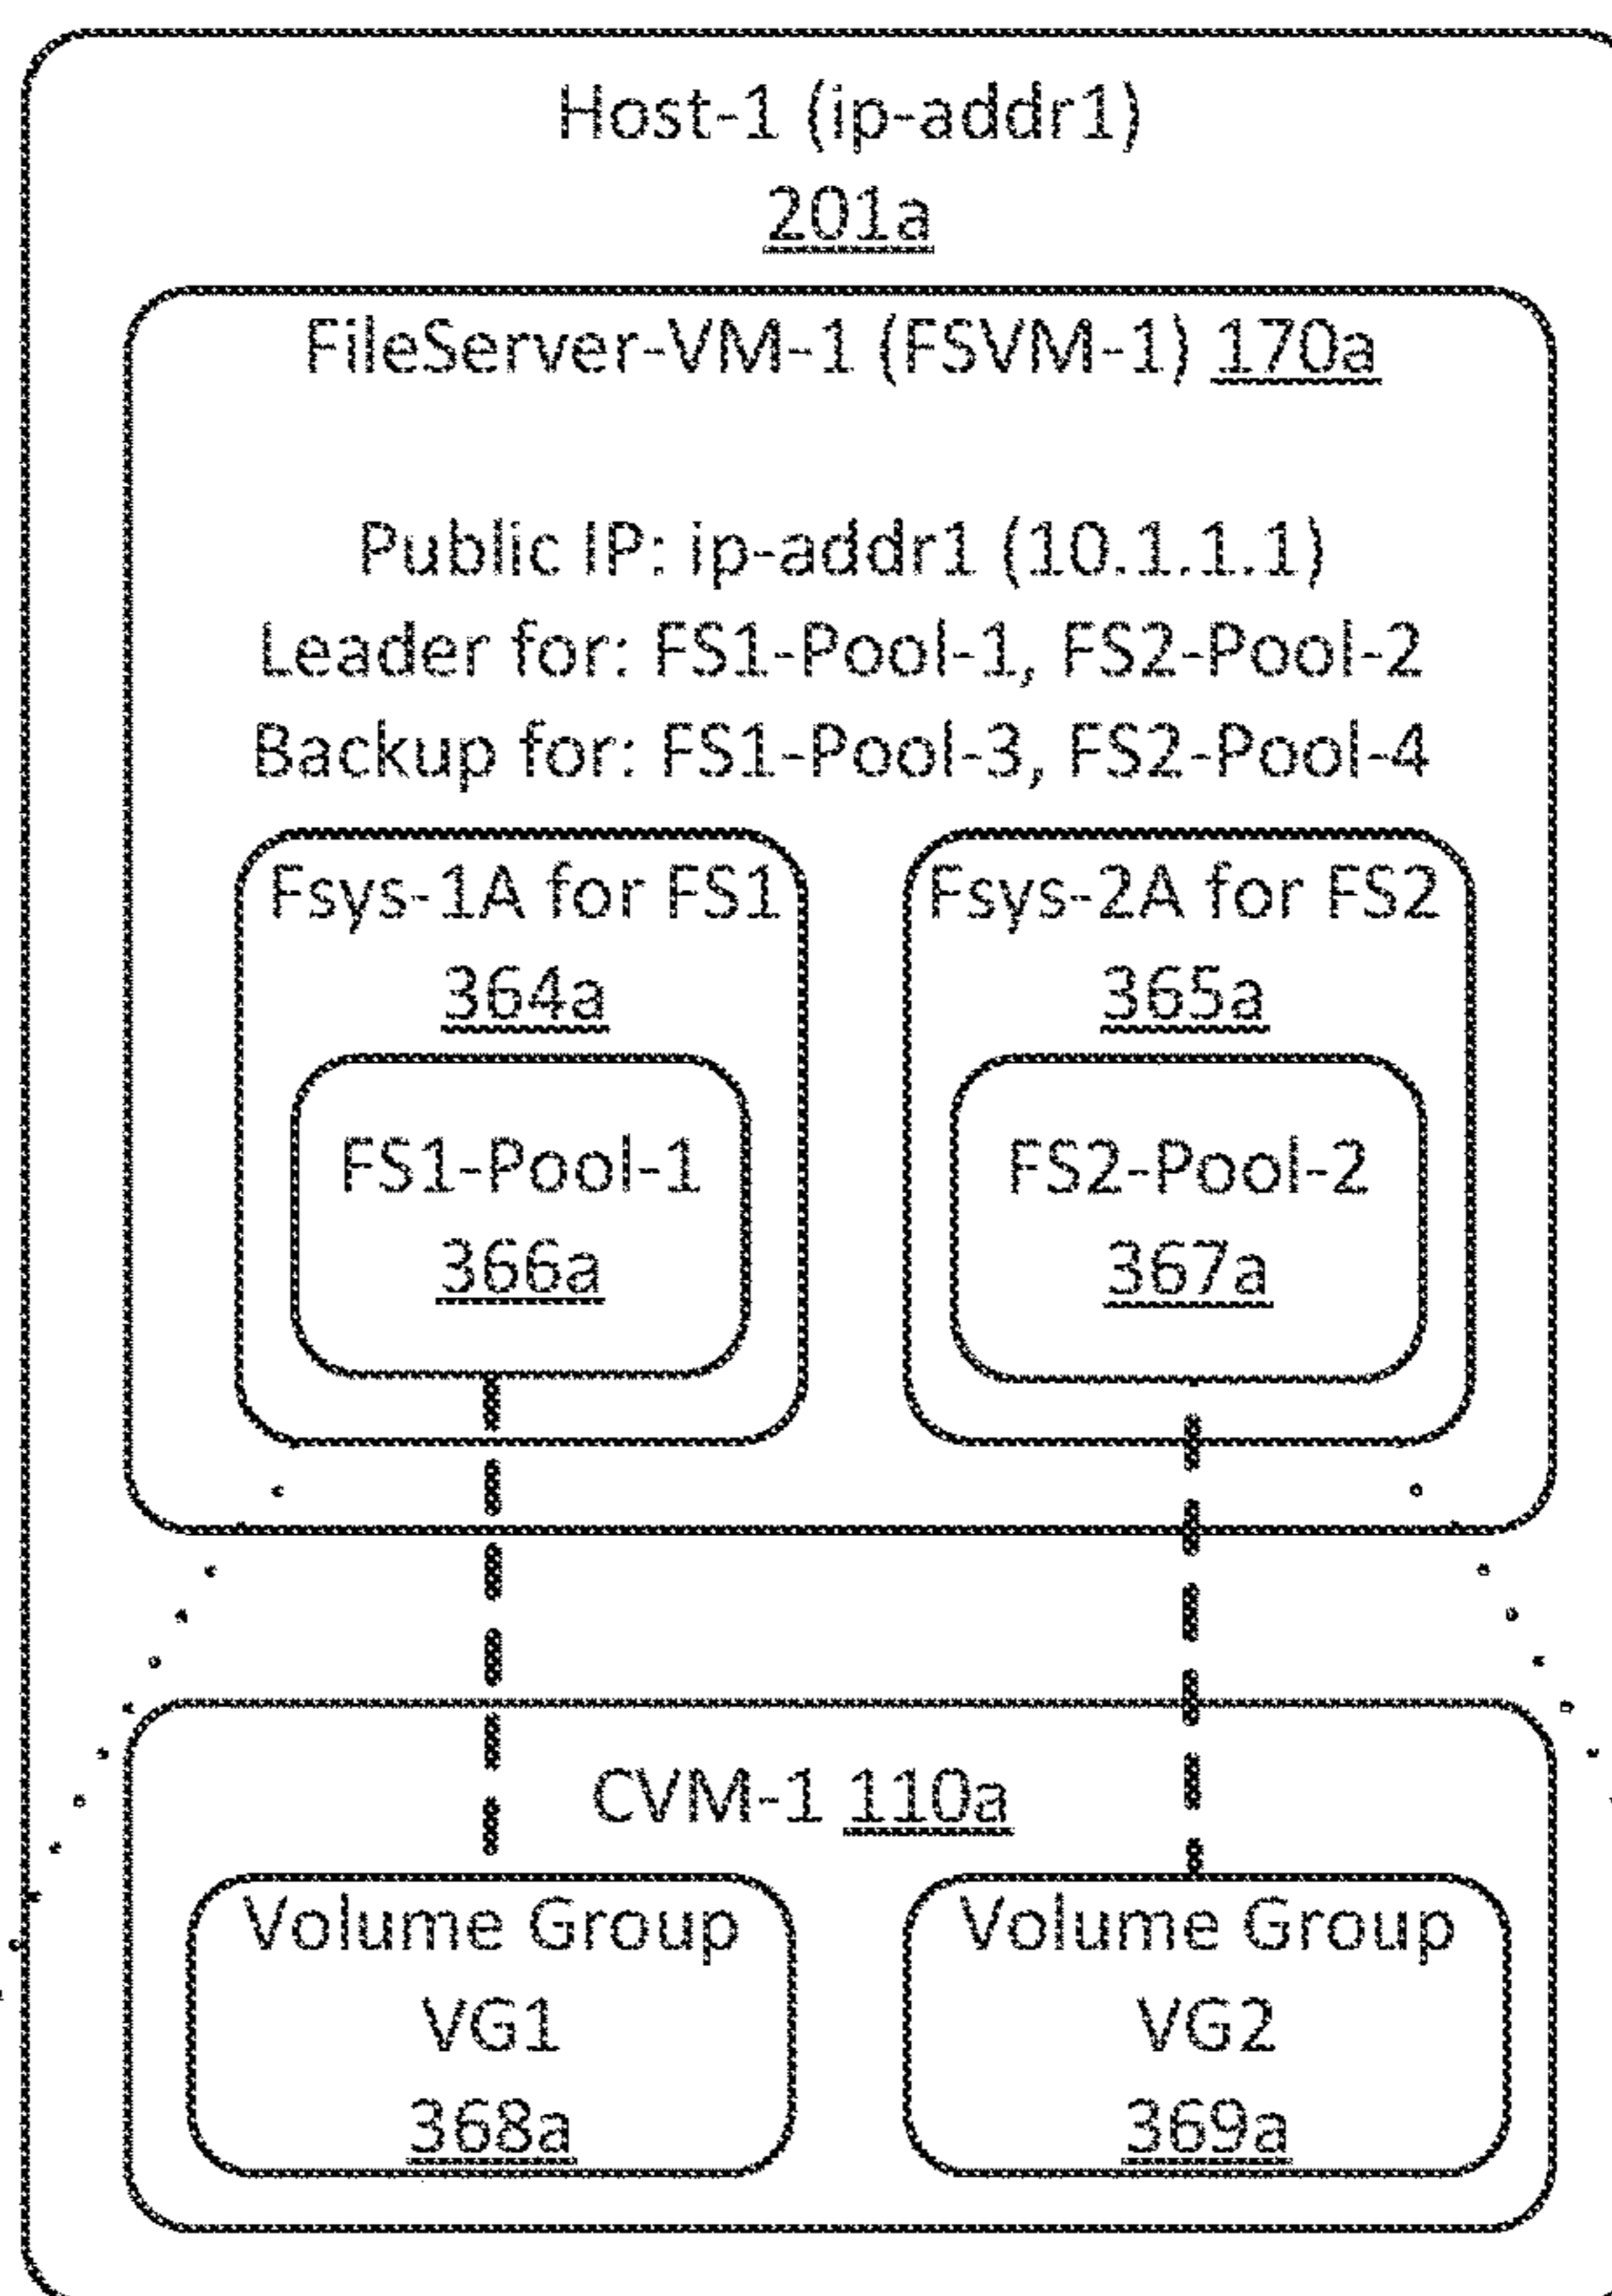 Host-1 (ip-addr1)
201a
FileServer-VM-1 (FSVM-1) 170a
Public IP: ip-addr1 (10.1.1.1)
Leader for: FS1-Pool-1, FS2-Pool-2
Backup for: FS1-Pool-3, FS2-Pool-4
Fsys-1A for FS1
364a
FS1-Pool-1
366a
Fsys-2A for FS2
365a
FS2-Pool-2
367a
CVM-1 110a
Volume Group
VG1
368a
Volume Group
VG2
369a